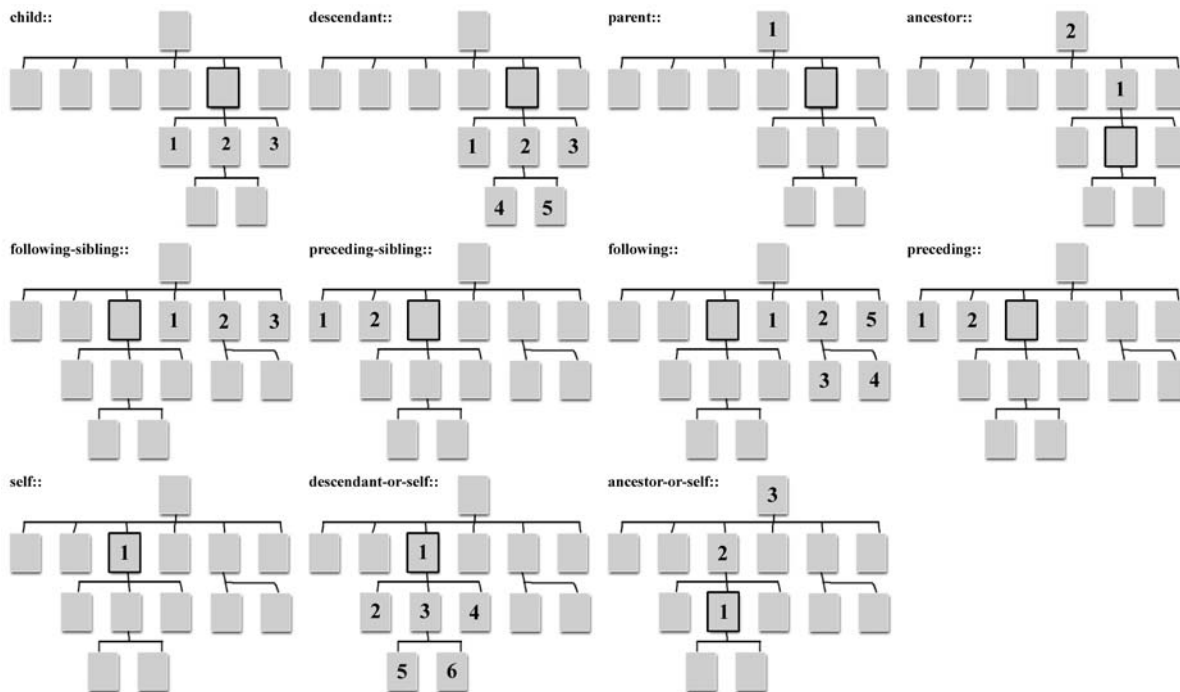 child:: descendant:: parent:: 1 ancestor:: 2
1
1 2 3 1 2 3
4 5
following-sibling:: preceding-sibling:: following:: preceding::
1 2 3 1 2 1 2 5 1 2
3 4
self:: descendant-or-self:: ancestor-or-self:: 3
1 1 2
2 3 4 1
5 6